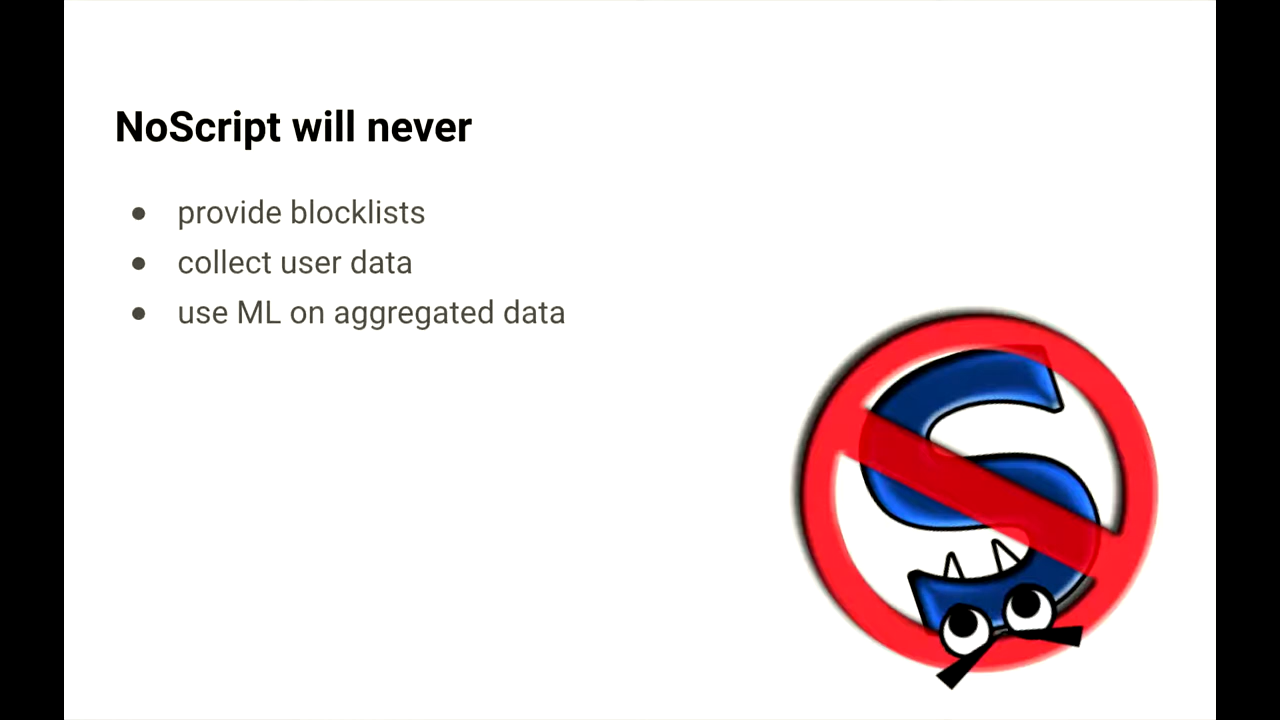 NoScript will never
● provide blocklists
● collect user data
● use ML on aggregated data
S